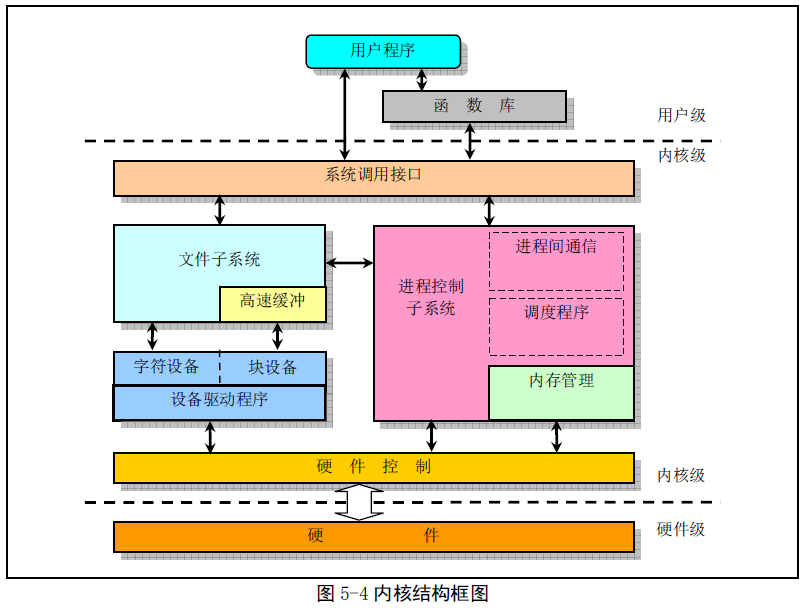 用户程序
函 数 库
用户级
内核级
系统调用接口
文件子系统
高速缓冲
进程控制
子系统
进程间通信
调度程序
内存管理
字符设备
块设备
设备驱动程序
硬 件 控 制
内核级
硬件级
硬 件
图 5-4 内核结构框图